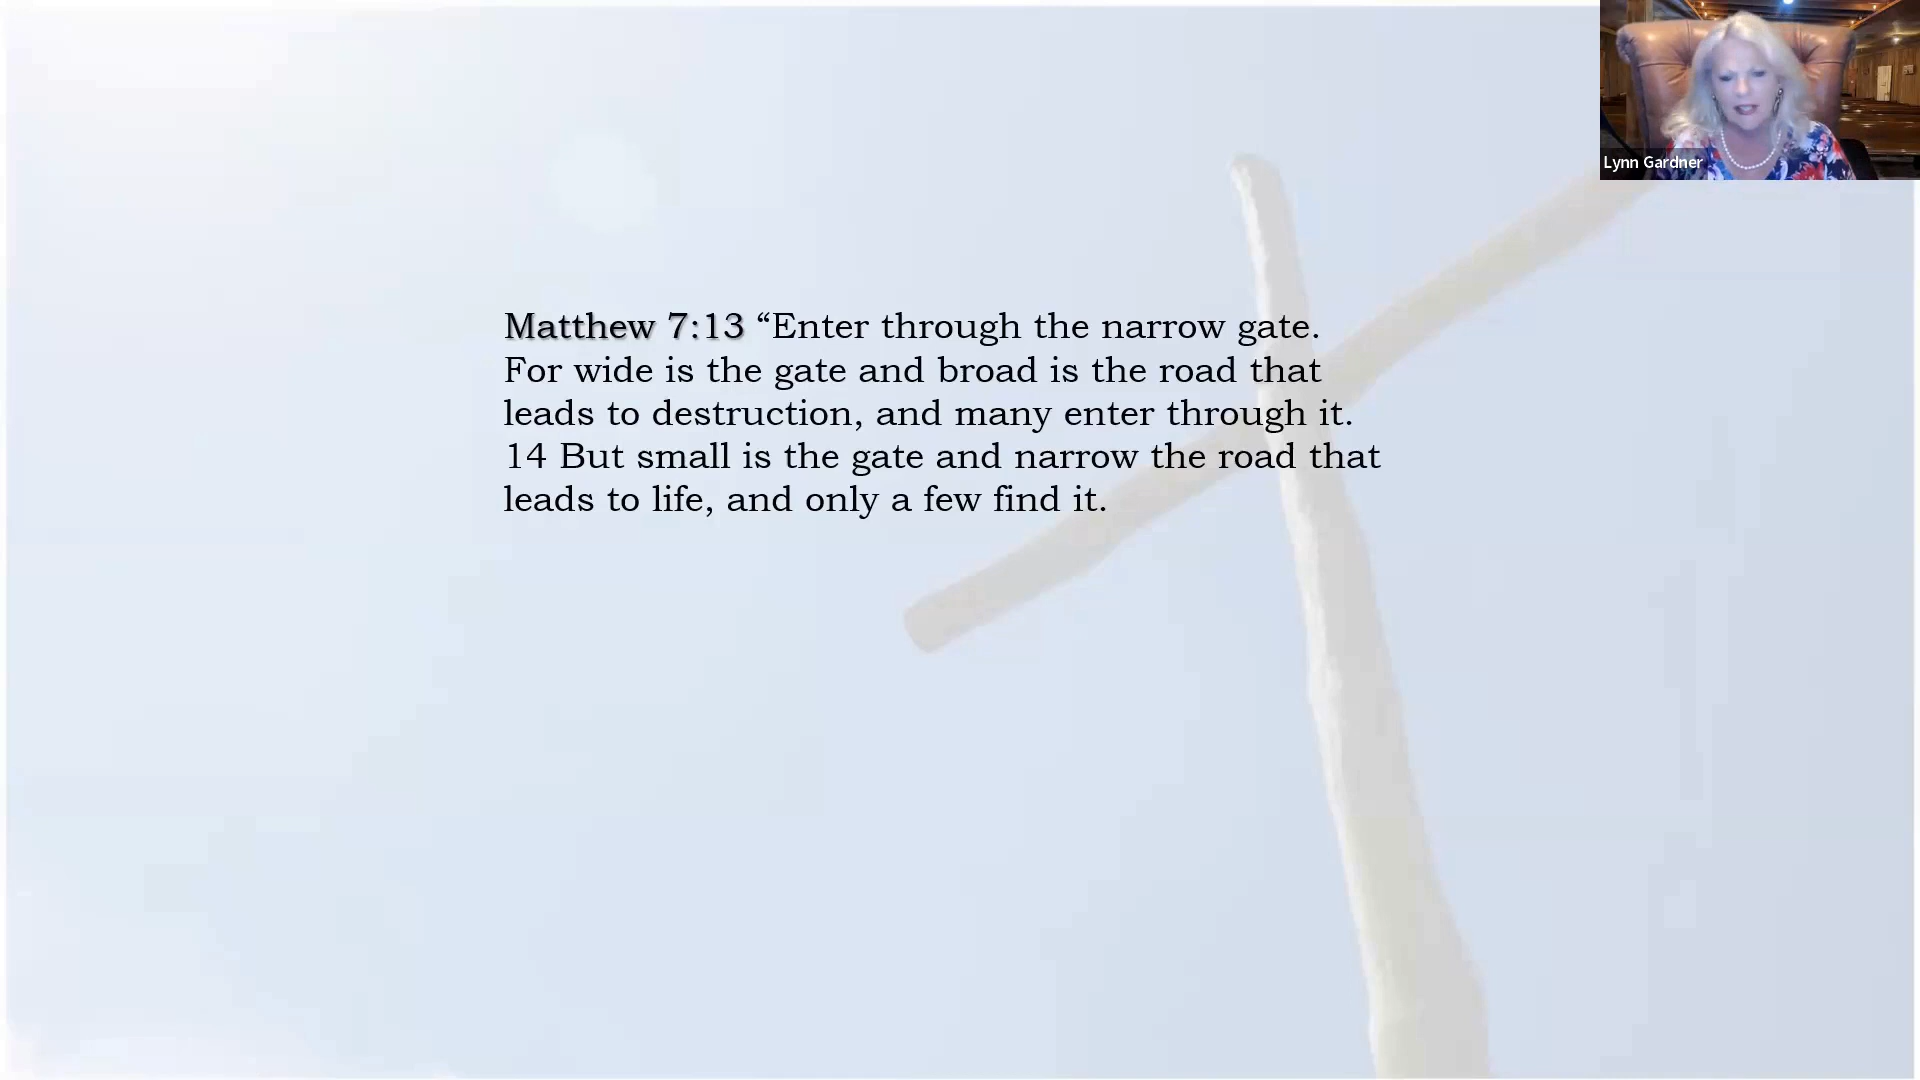 Lynn Gardner
Matthew 7:13 “Enter through the narrow gate.
For wide is the gate and broad is the road that
leads to destruction, and many enter through it.
14 But small is the gate and narrow the road that
leads to life, and only a few find it.